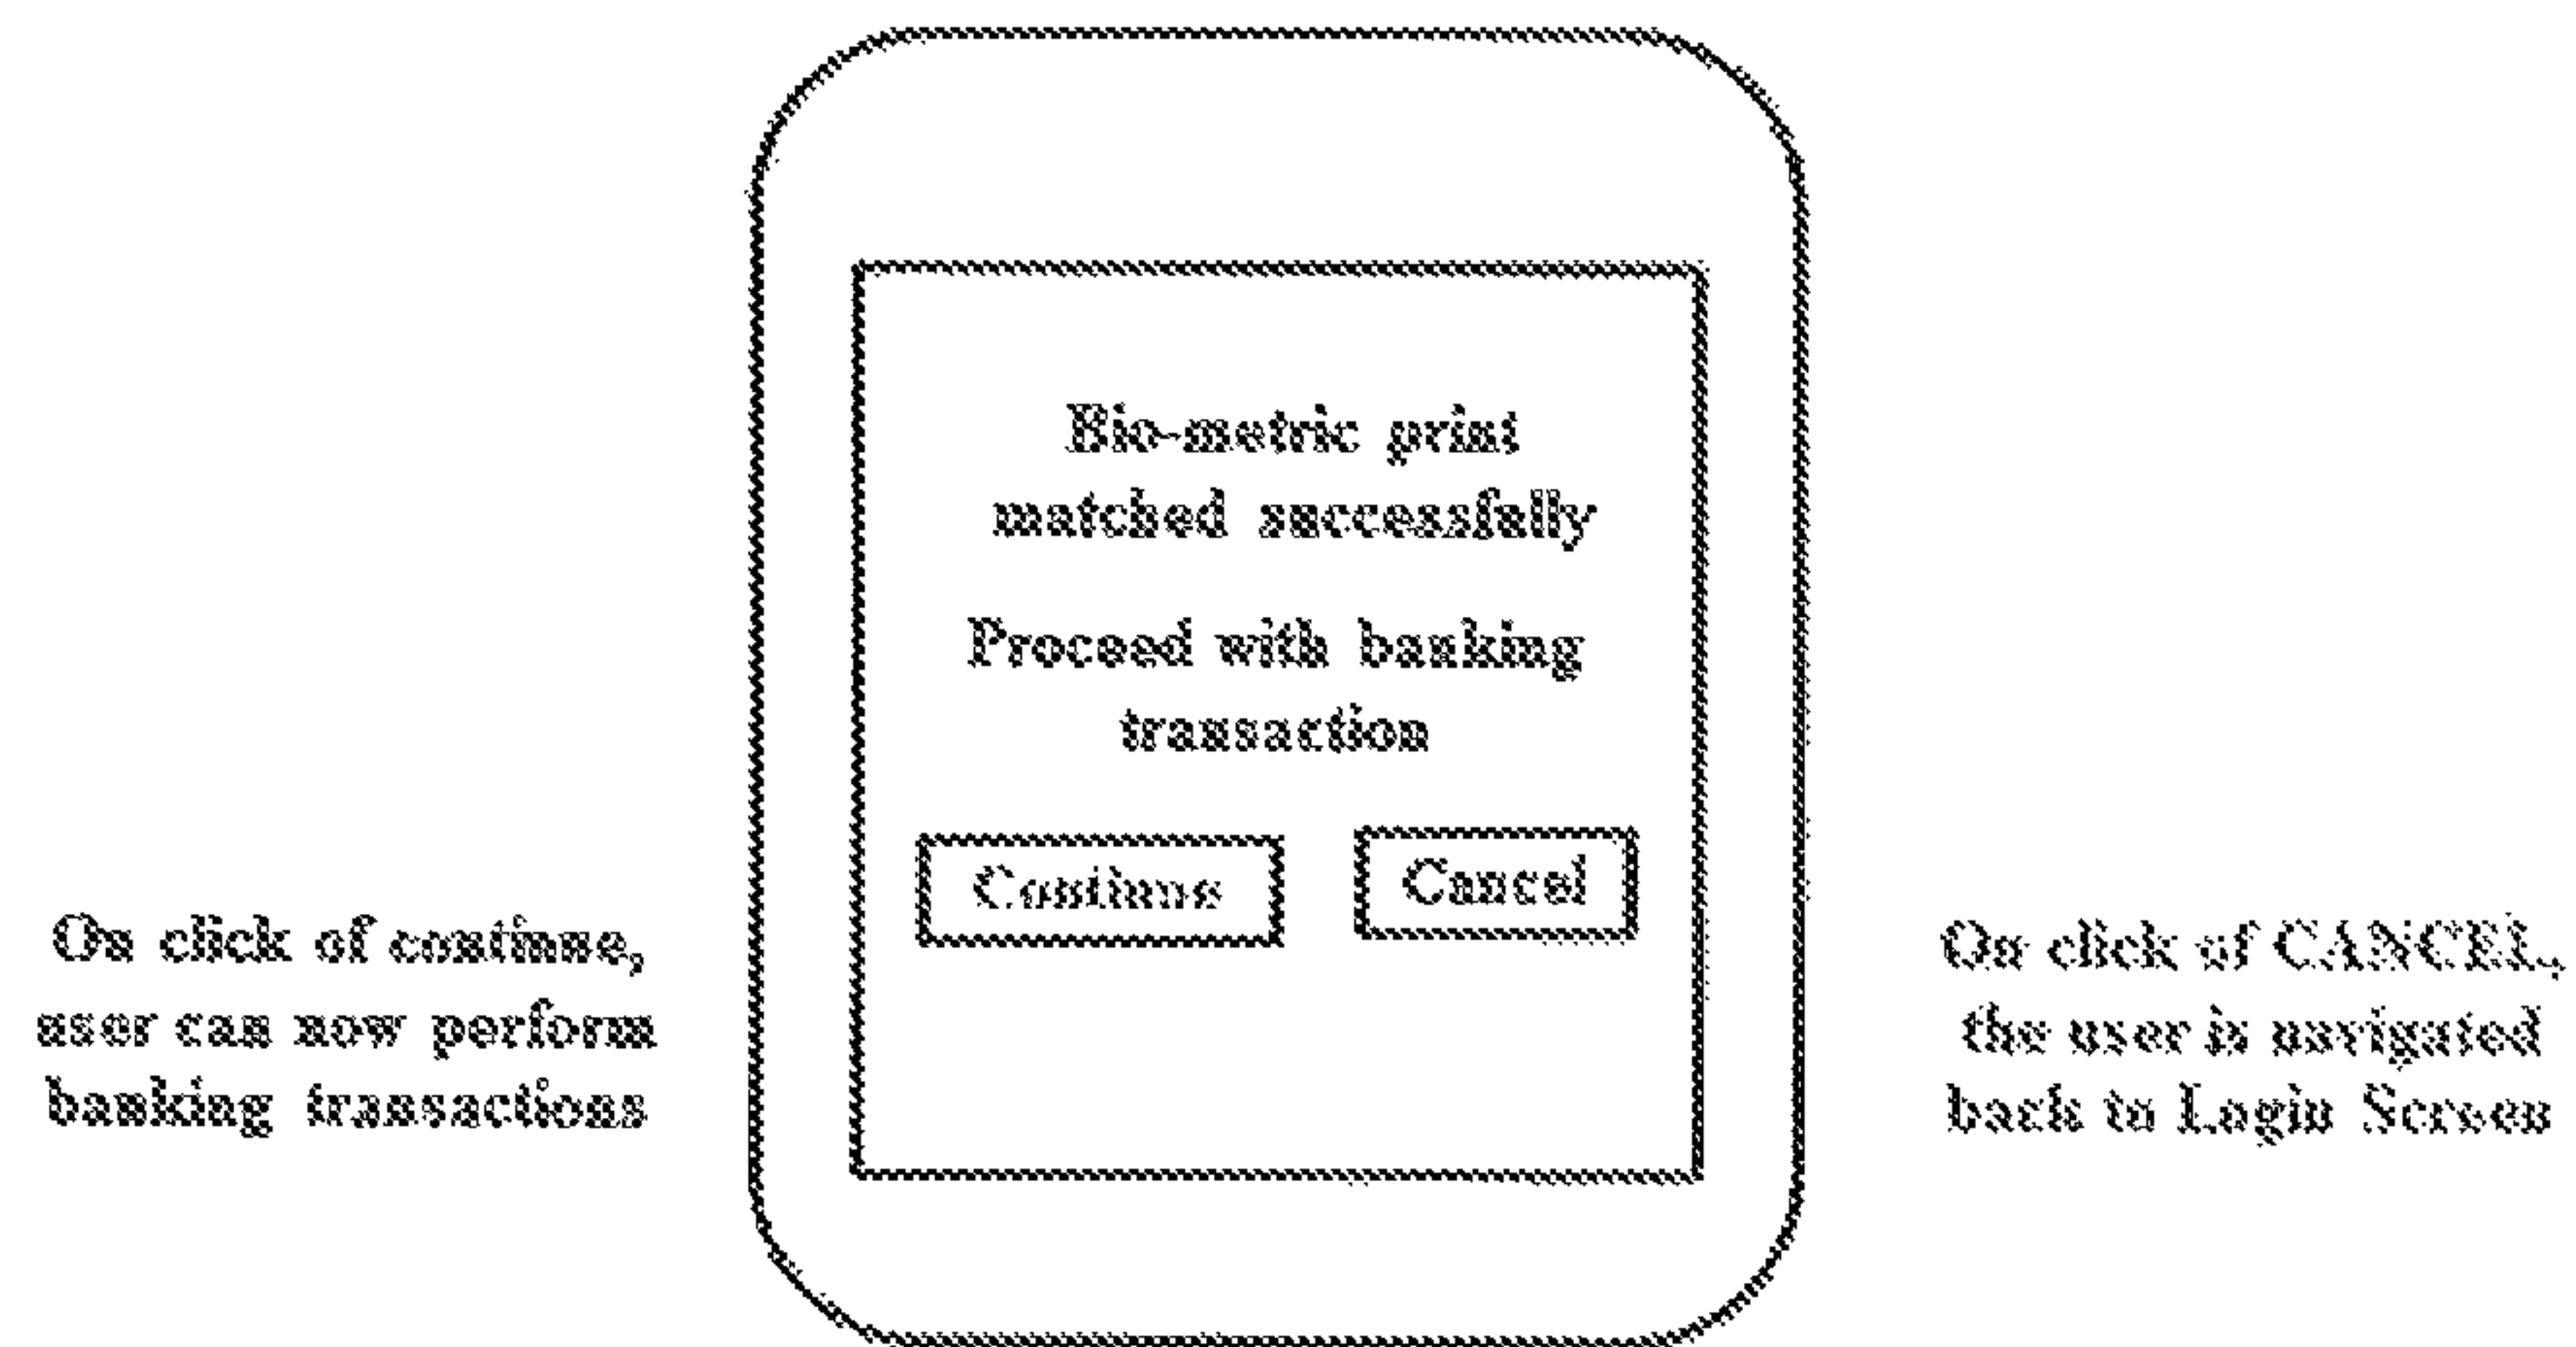 Bio-metric print
matched successfully
Proceed with banking
transaction
Continue
Cancel
On click of continue,
user can now perform
banking transactions
On click of CANCEL,
the user is navigated
back to Login Screen